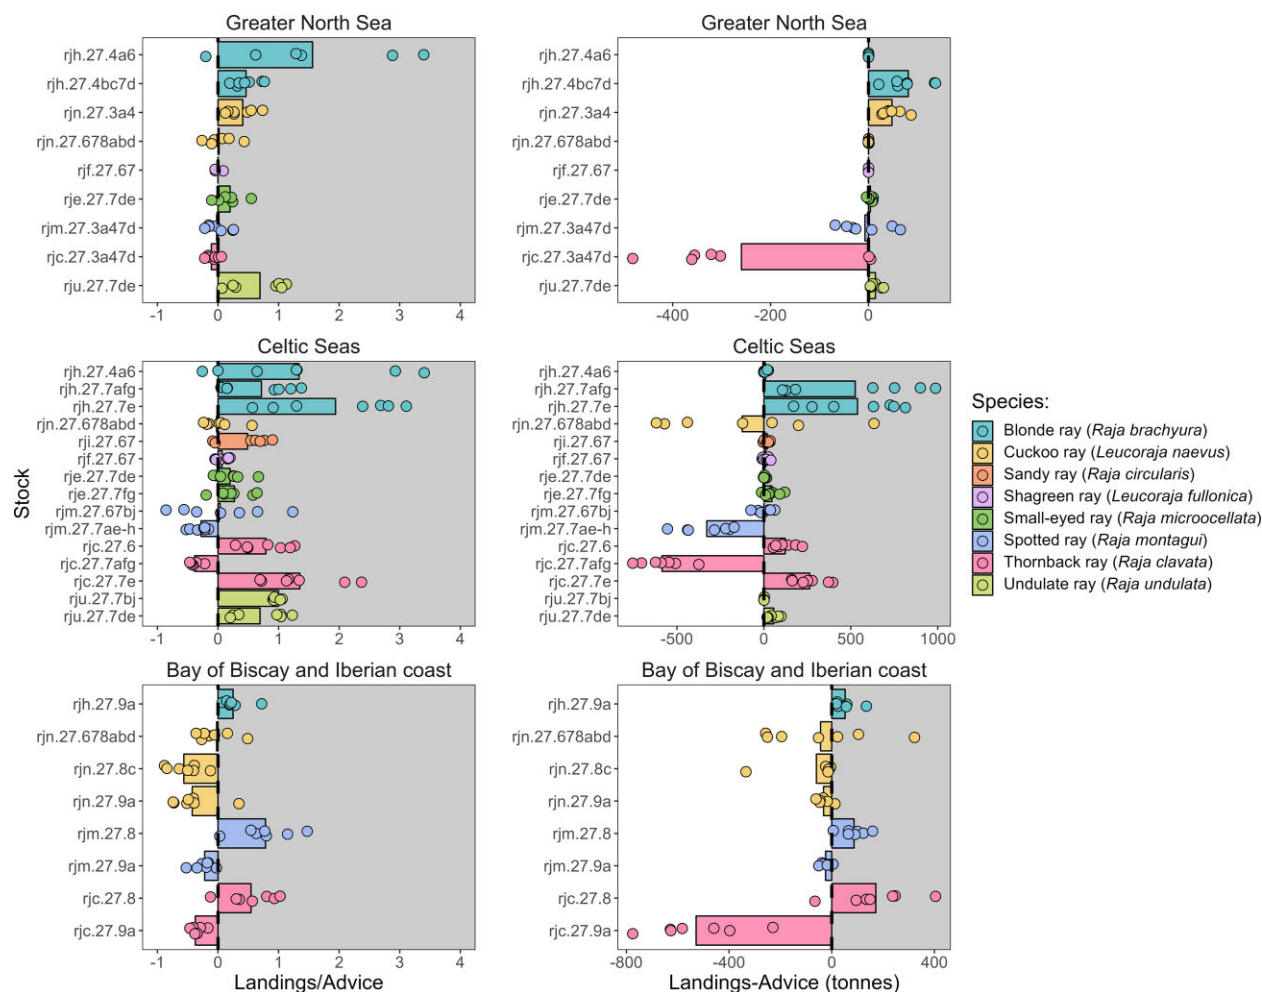 Greater North Sea
rjh.27.4a6
rjh.27.4bc7d
rjn.27.3a4
rjn.27.678abd
rjf.27.67
rje.27.7de
rjm.27.3a47d
rjc.27.3a47d
rju.27.7de
-1 0 1 2 3 4
Greater North Sea
rjh.27.4a6
rjh.27.4bc7d
rjn.27.3a4
rjn.27.678abd
rjf.27.67
rje.27.7de
rjm.27.3a47d
rjc.27.3a47d
rju.27.7de
-400 -200 0
Stock
Celtic Seas
rjh.27.4a6
rjh.27.7afg
rjh.27.7e
rjn.27.678abd
rji.27.67
rjf.27.67
rje.27.7de
rje.27.7fg
rjm.27.67bj
rjm.27.7ae-h
rjc.27.6
rjc.27.7afg
rjc.27.7e
rju.27.7bj
rju.27.7de
-1 0 1 2 3 4
Celtic Seas
rjh.27.4a6
rjh.27.7afg
rjh.27.7e
rjn.27.678abd
rji.27.67
rjf.27.67
rje.27.7de
rje.27.7fg
rjm.27.67bj
rjm.27.7ae-h
rjc.27.6
rjc.27.7afg
rjc.27.7e
rju.27.7bj
rju.27.7de
-500 0 500 1000
Bay of Biscay and Iberian coast
rjh.27.9a
rjn.27.678abd
rjn.27.8c
rjn.27.9a
rjm.27.8
rjm.27.9a
rjc.27.8
rjc.27.9a
-1 0 1 2 3 4
Landings/Advice
Bay of Biscay and Iberian coast
rjh.27.9a
rjn.27.678abd
rjn.27.8c
rjn.27.9a
rjm.27.8
rjm.27.9a
rjc.27.8
rjc.27.9a
-800 -400 0 400
Landings-Advice (tonnes)
Species:
Blonde ray (Raja brachyura)
Cuckoo ray (Leucoraja naevus)
Sandy ray (Raja circularis)
Shagreen ray (Leucoraja fullonica)
Small-eyed ray (Raja microocellata)
Spotted ray (Raja montagui)
Thornback ray (Raja clavata)
Undulate ray (Raja undulata)